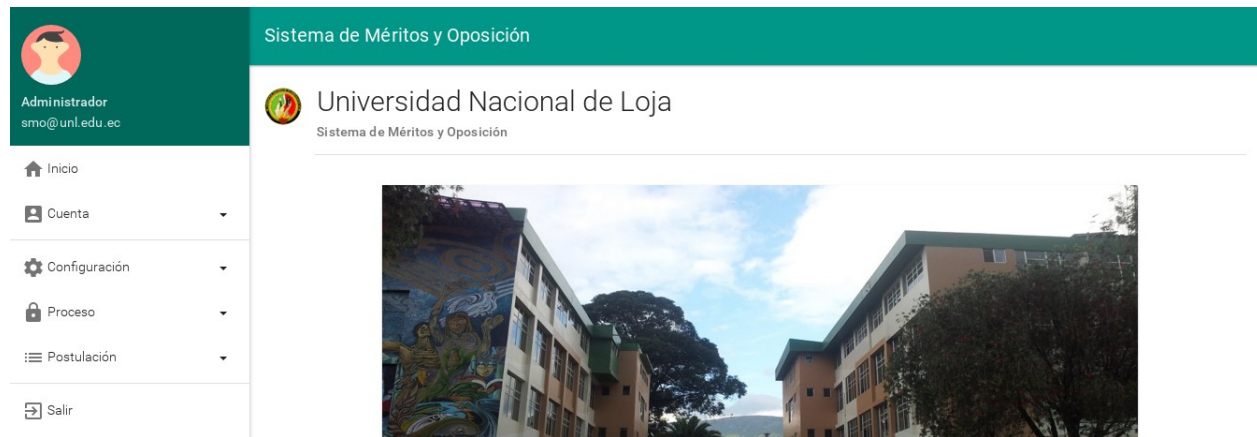 Administrador
smo@unl.edu.ec
Inicio
Cuenta
Configuración
Proceso
Postulación
Salir
Sistema de Méritos y Oposición
Universidad Nacional de Loja
Sistema de Méritos y Oposición